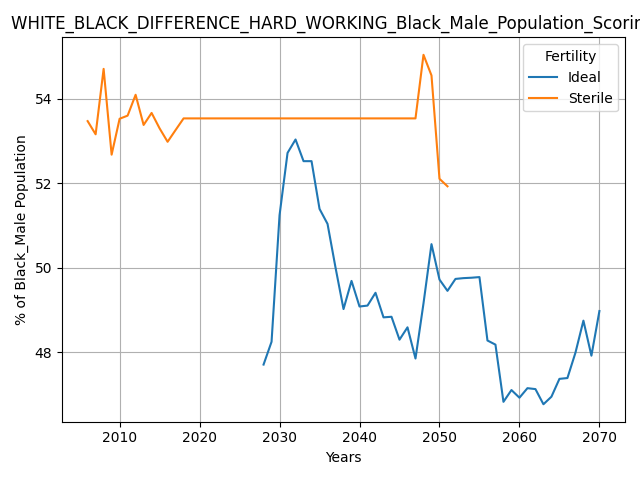 WHITE_BLACK_DIFFERENCE_HARD_WORKING_Black_Male_Population_Scorin
Fertility
Ideal
Sterile
% of Black_Male Population
54
52
50
48
2010 2020 2030 2040 2050 2060 2070
Years